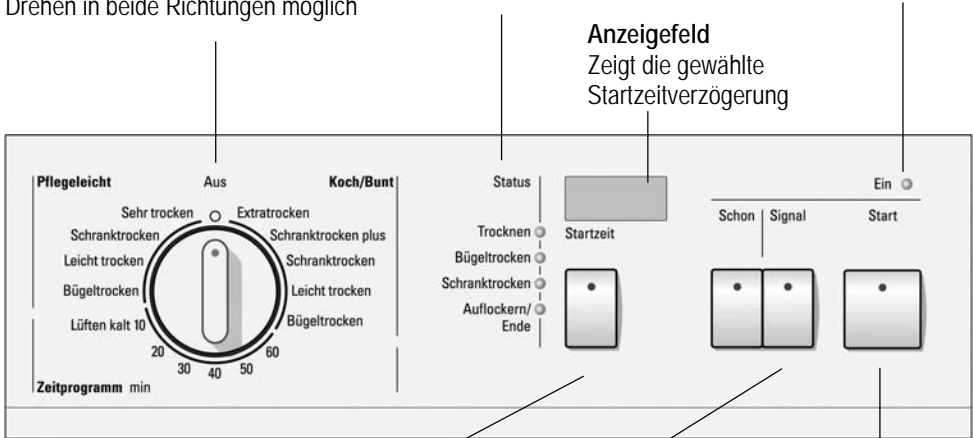 Drehen in beide Richtungen möglich
Anzeigefeld
Zeigt die gewählte
Startzeitverzögerung
Pflegeleicht
Aus
Koch/Bunt
Sehr trocken
Schranktrocken
Leicht trocken
Bügeltrocken
Lüften kalt 10
20
30
40
50
60
Extratrocken
Schranktrocken plus
Schranktrocken
Leicht trocken
Bügeltrocken
Zeitprogramm min
Status
Trocknen
Bügeltrocken
Schranktrocken
Auflockern/
Ende
Startzeit
Schon
Signal
Ein
Start